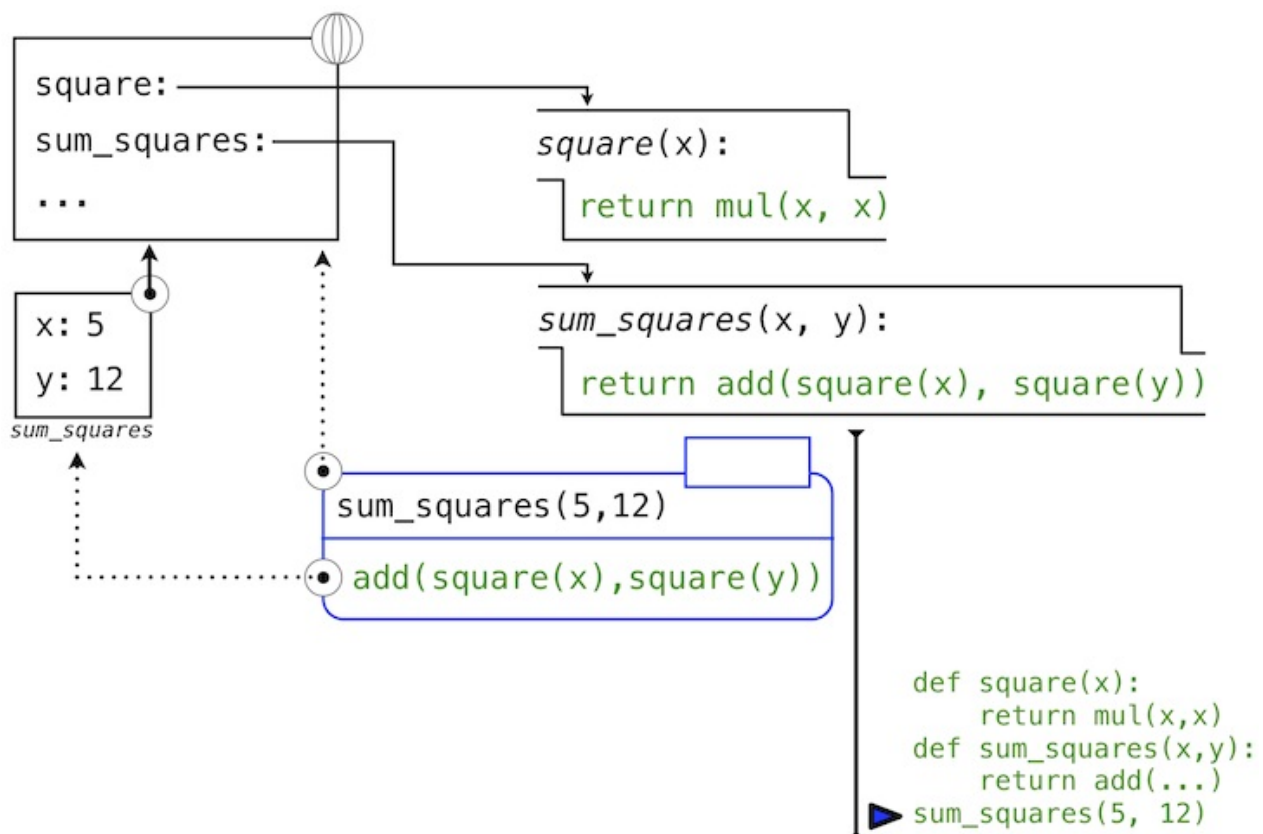 square:
sum_squares:
...
square(x):
return mul(x, x)
sum_squares(x, y):
return add(square(x), square(y))
x: 5
y: 12
sum_squares
sum_squares(5,12)
add(square(x),square(y))
def square(x):
    return mul(x,x)
def sum_squares(x,y):
    return add(...)
sum_squares(5, 12)